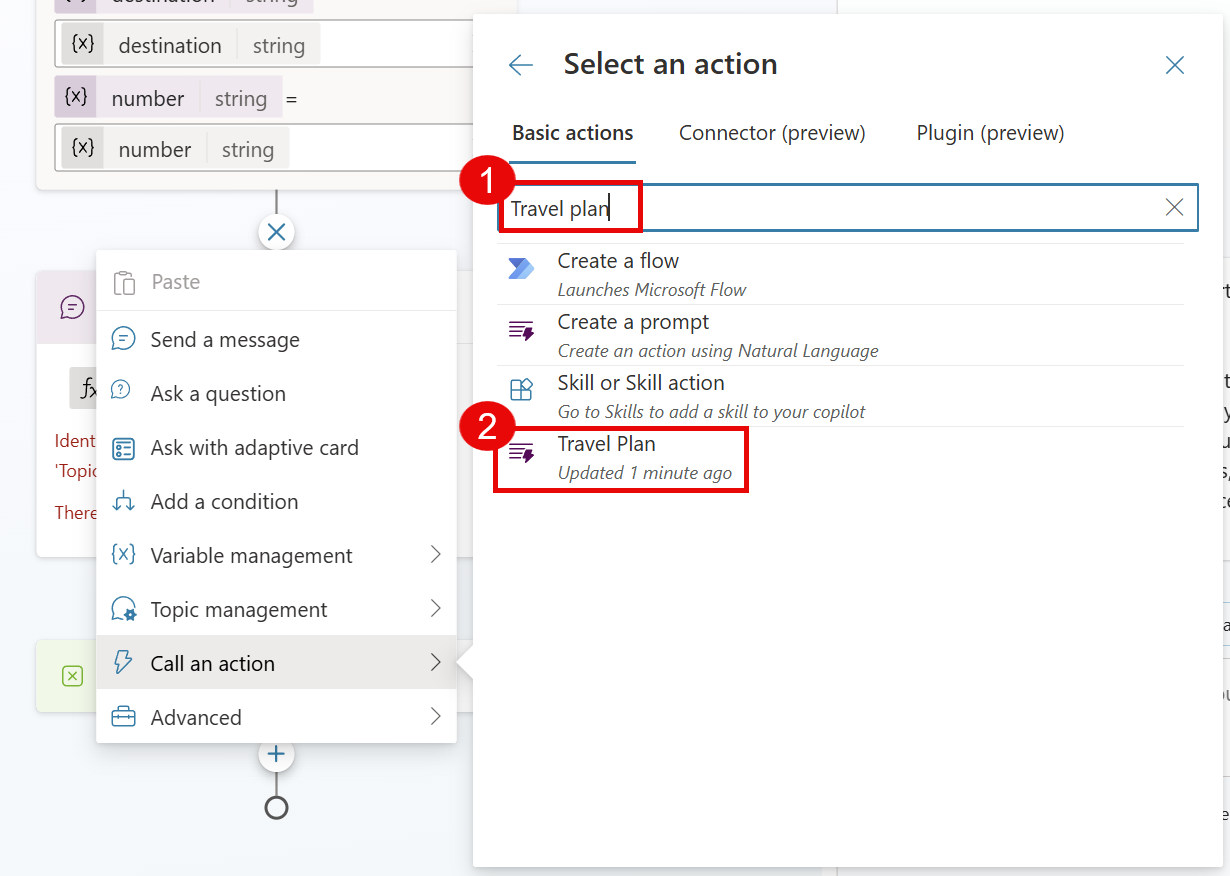 destination string
{x} destination string
{x} number string =
{x} number string
Paste
Send a message
Ask a question
Ask with adaptive card
Add a condition
{x} Variable management
Topic management
Call an action
Advanced
fx
Ident
'Topic
There
Select an action
Basic actions Connector (preview) Plugin (preview)
1
Travel plan
Create a flow
Launches Microsoft Flow
Create a prompt
Create an action using Natural Language
Skill or Skill action
Go to Skills to add a skill to your copilot
2
Travel Plan
Updated 1 minute ago